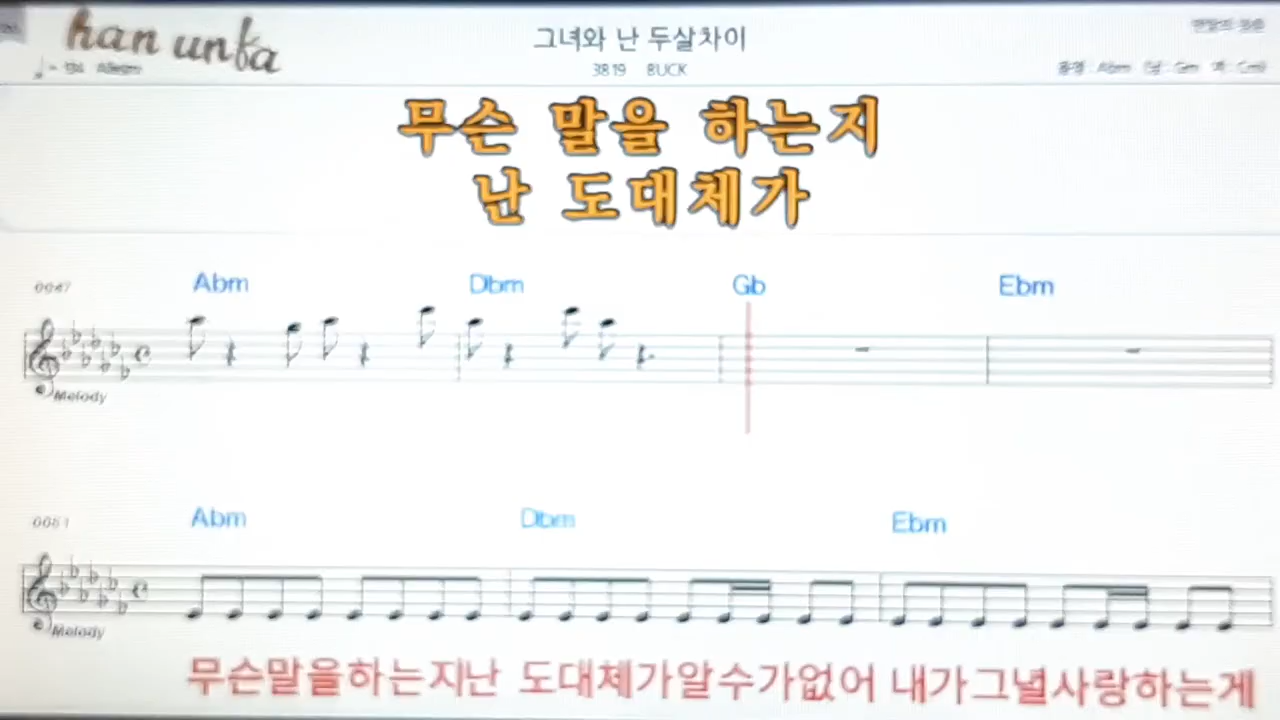 han unfa
그녀와 난 두살차이
3819 BUCK
무슨 말을 하는지
난 도대체가
0047 Abm Dbm Gb Ebm
Melody
0051 Abm Dbm Ebm
Melody
무슨말을하는지난 도대체가알수가없어 내가그녈사랑하는게